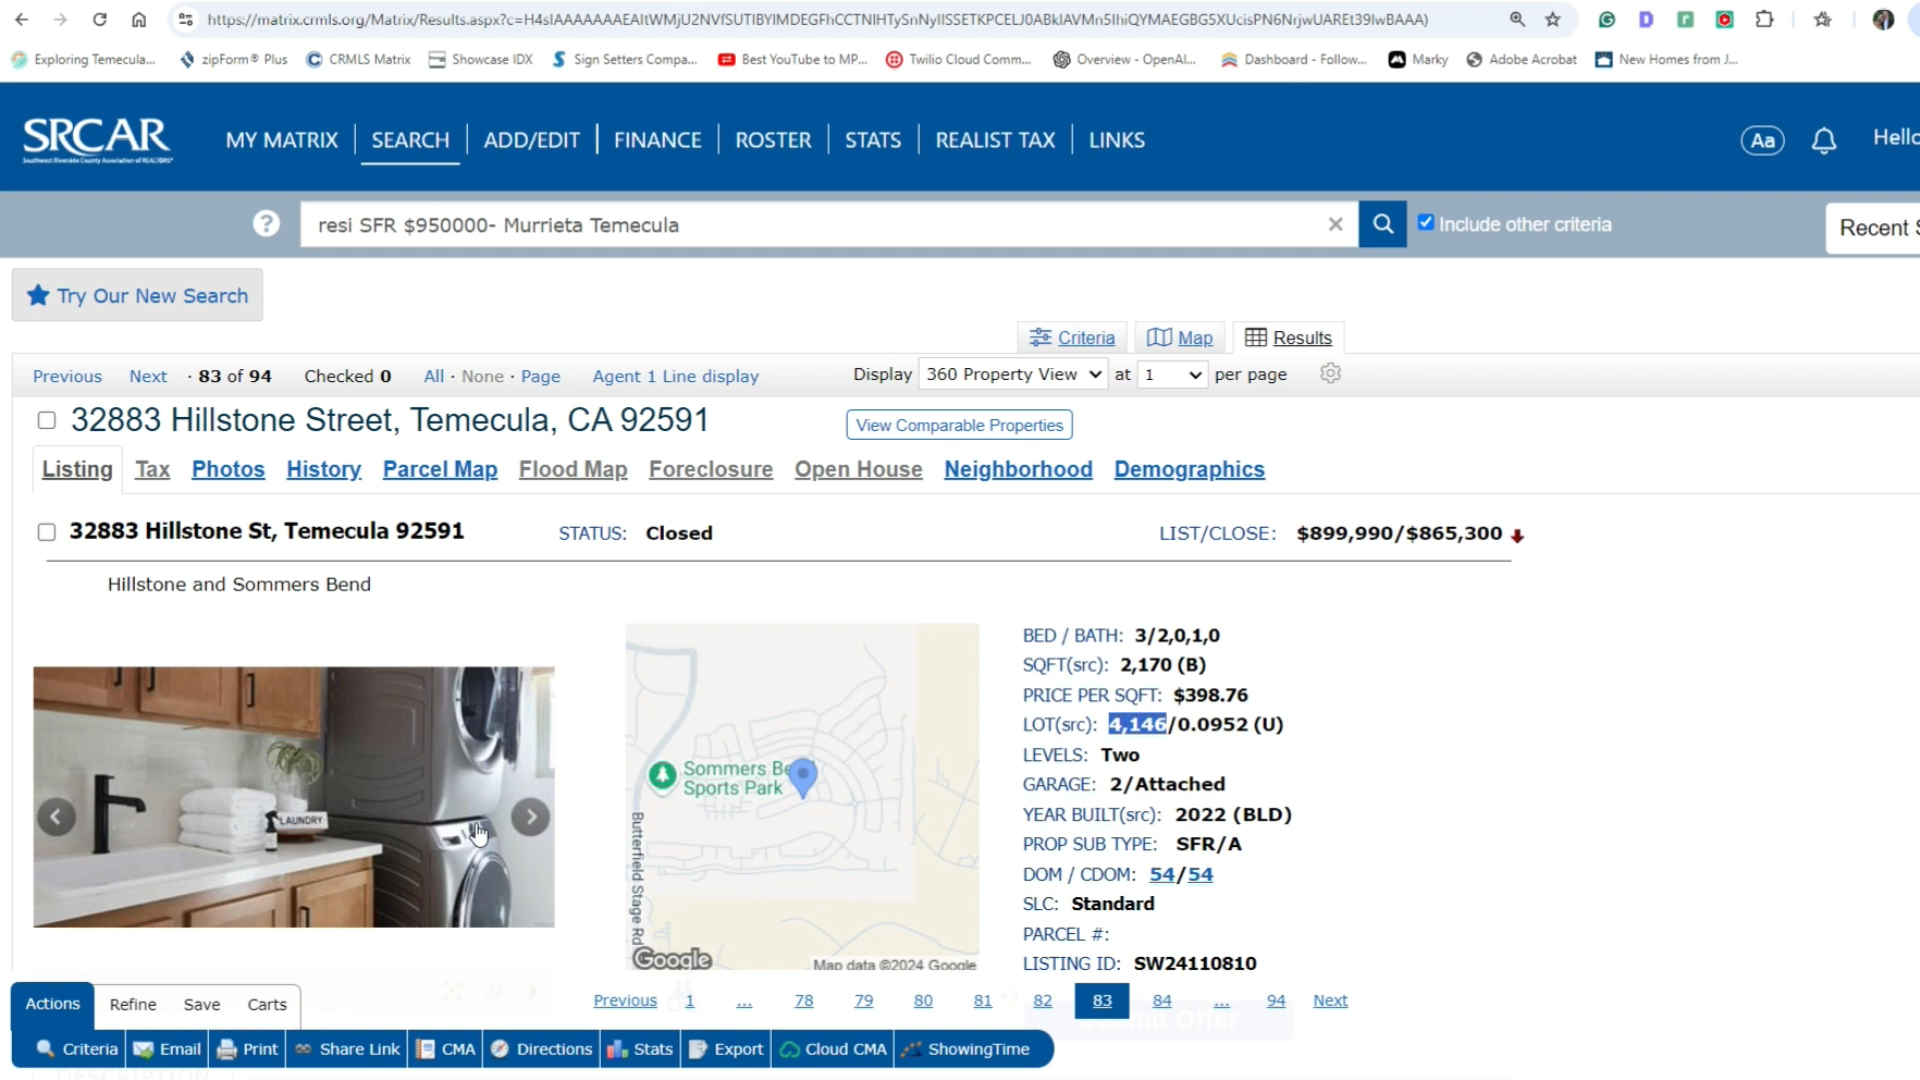 https://matrix.crmls.org/Matrix/Results.aspx?c=H4sIAAAAAAAEAItWMjU2NVfSUTIBYIMDEGFhCCTNIHTySnNyIISSETKPCELJ0ABkIAVMn5IhiQYMAEGBG5XUcisPN6NrjwUAREt39IwBAAA)
Exploring Temecula... zipForm® Plus CRMLS Matrix Showcase IDX Sign Setters Compa... Best YouTube to MP... Twilio Cloud Comm... Overview - OpenAI... Dashboard - Follow... Marky Adobe Acrobat New Homes from J...
SRCAR
Southwest Riverside County Association of REALTORS®
MY MATRIX SEARCH ADD/EDIT FINANCE ROSTER STATS REALIST TAX LINKS Aa Hello
? resi SFR $950000- Murrieta Temecula Include other criteria Recent S
Try Our New Search
Criteria Map Results
Previous Next · 83 of 94 Checked 0 All · None · Page Agent 1 Line display Display 360 Property View at 1 per page
32883 Hillstone Street, Temecula, CA 92591 View Comparable Properties
Listing Tax Photos History Parcel Map Flood Map Foreclosure Open House Neighborhood Demographics
32883 Hillstone St, Temecula 92591 STATUS: Closed LIST/CLOSE: $899,990/$865,300
Hillstone and Sommers Bend
LAUNDRY
Sommers Be
Sports Park
Butterfield Stage Rd
Google
Map data ©2024 Google
BED / BATH: 3/2,0,1,0
SQFT(src): 2,170 (B)
PRICE PER SQFT: $398.76
LOT(src): 4,146/0.0952 (U)
LEVELS: Two
GARAGE: 2/Attached
YEAR BUILT(src): 2022 (BLD)
PROP SUB TYPE: SFR/A
DOM / CDOM: 54/54
SLC: Standard
PARCEL #:
LISTING ID: SW24110810
Actions Refine Save Carts
Previous 1 ... 78 79 80 81 82 83 84 ... 94 Next
Criteria Email Print Share Link CMA Directions Stats Export Cloud CMA ShowingTime
DESCRIPTION